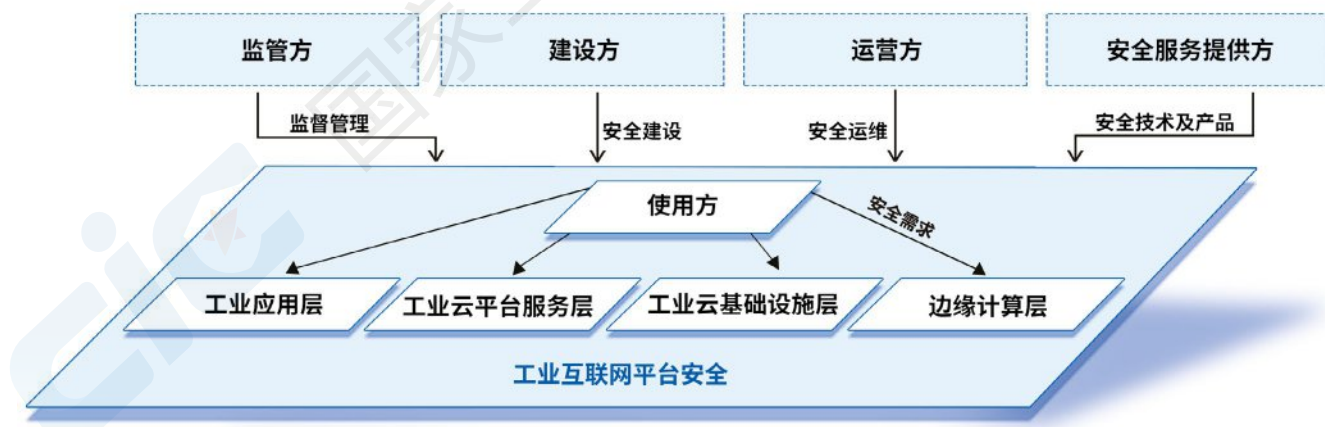 监管方
建设方
运营方
安全服务提供方
监督管理
安全建设
安全运维
安全技术及产品
使用方
安全需求
工业应用层
工业云平台服务层
工业云基础设施层
边缘计算层
工业互联网平台安全
国家工
CIC